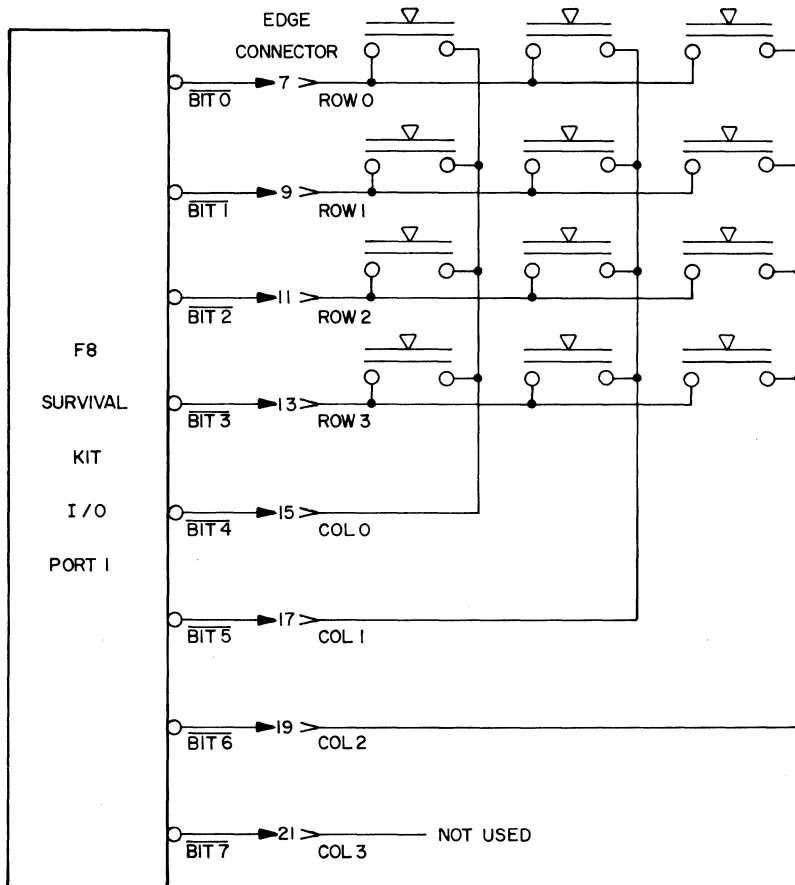 EDGE
CONNECTOR
BIT 0 7 ROW 0
BIT 1 9 ROW 1
BIT 2 11 ROW 2
F8
SURVIVAL
KIT
I/O
PORT 1
BIT 3 13 ROW 3
BIT 4 15 COL 0
BIT 5 17 COL 1
BIT 6 19 COL 2
BIT 7 21 COL 3
NOT USED